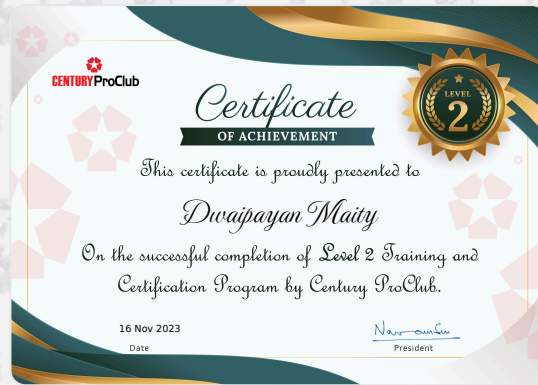 CENTURY ProClub
LEVEL
2
Certificate
OF ACHIEVEMENT
This certificate is proudly presented to
Dwaipayan Maity
On the successful completion of Level 2 Training and
Certification Program by Century ProClub.
16 Nov 2023
Date
President